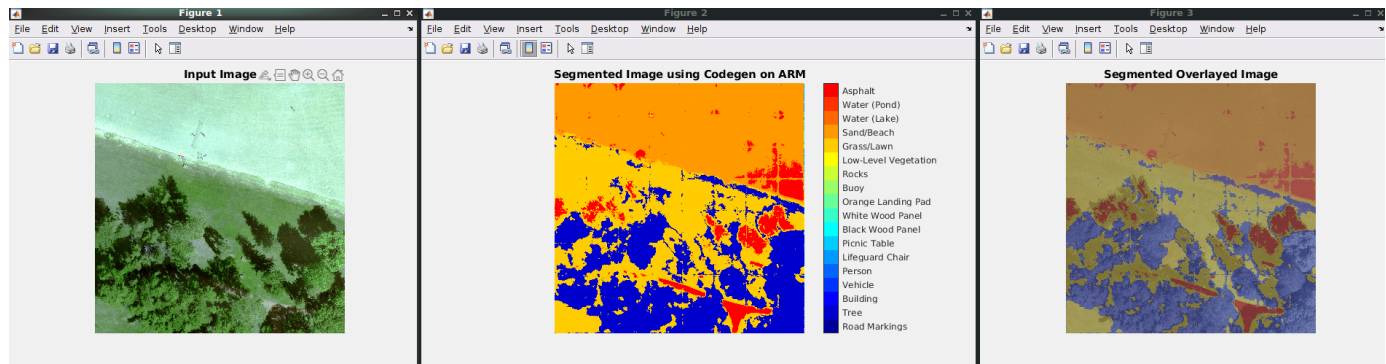 Figure 1
File Edit View Insert Tools Desktop Window Help
Input Image
Figure 2
File Edit View Insert Tools Desktop Window Help
Segmented Image using Codegen on ARM
Asphalt
Water (Pond)
Water (Lake)
Sand/Beach
Grass/Lawn
Low-Level Vegetation
Rocks
Buoy
Orange Landing Pad
White Wood Panel
Black Wood Panel
Picnic Table
Lifeguard Chair
Person
Vehicle
Building
Tree
Road Markings
Figure 3
File Edit View Insert Tools Desktop Window Help
Segmented Overlayed Image